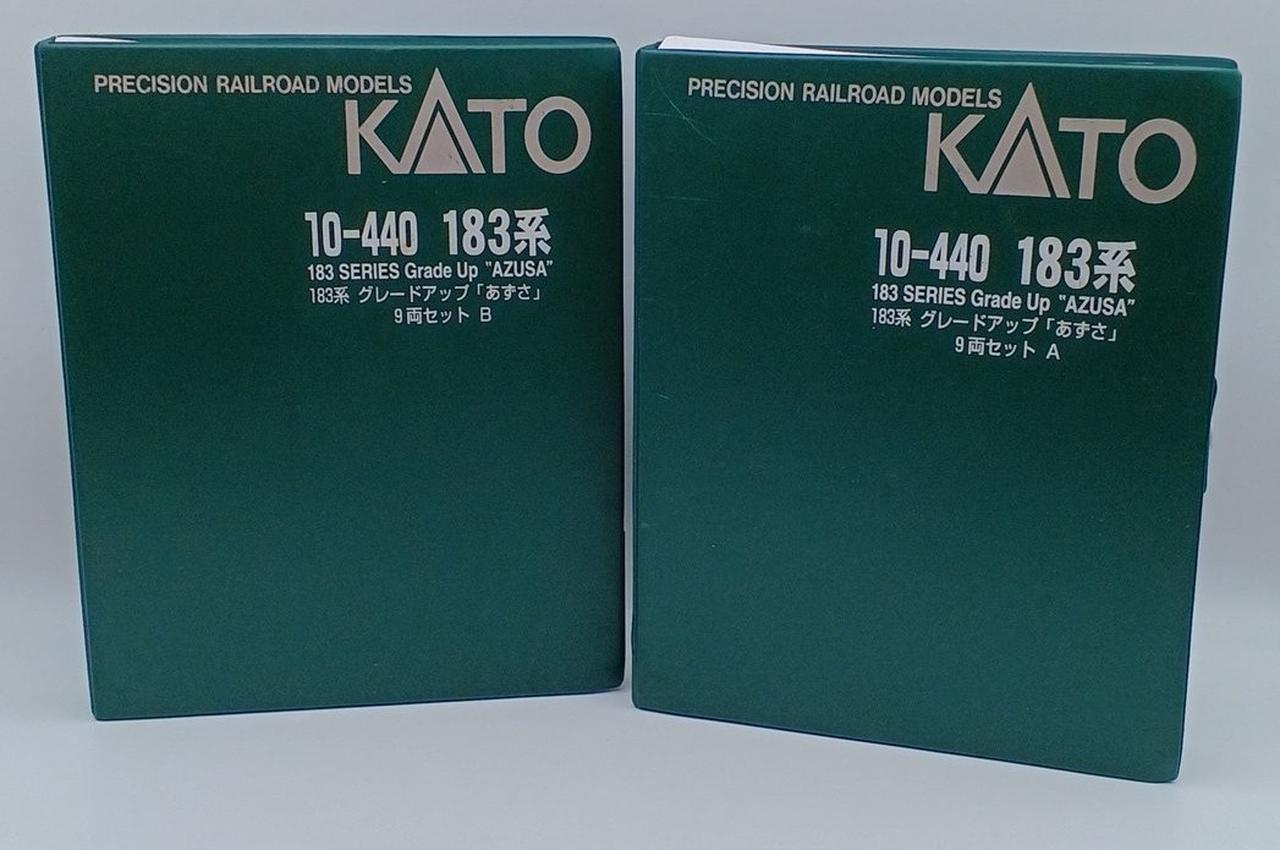 PRECISION RAILROAD MODELS
KATO
10-440 183系
183 SERIES Grade Up "AZUSA"
183系 グレードアップ「あずさ」
9両セット B
PRECISION RAILROAD MODELS
KATO
10-440 183系
183 SERIES Grade Up "AZUSA"
183系 グレードアップ「あずさ」
9両セット A